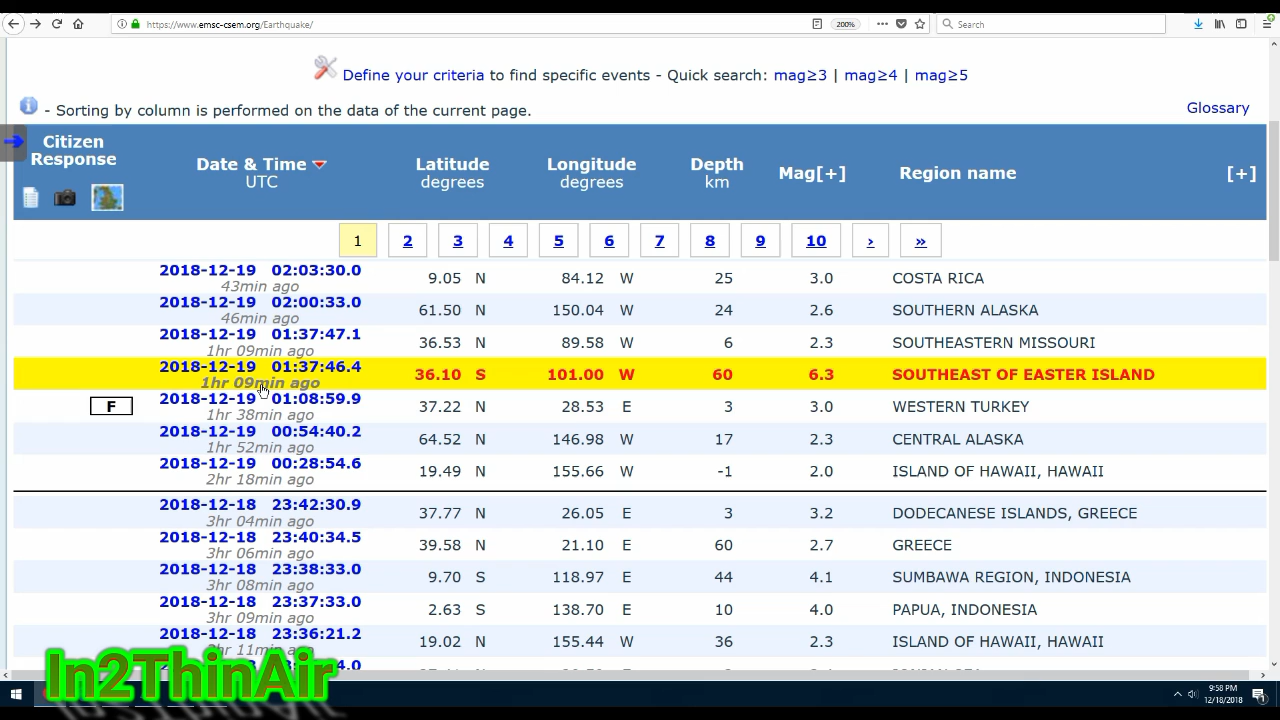 https://www.emsc-csem.org/Earthquake/
200%
Search
Define your criteria to find specific events - Quick search: mag≥3 | mag≥4 | mag≥5
- Sorting by column is performed on the data of the current page.
Glossary
Citizen Response
Date & Time UTC
Latitude degrees
Longitude degrees
Depth km
Mag[+]
Region name
[+]
1 2 3 4 5 6 7 8 9 10 › »
2018-12-19 02:03:30.0 9.05 N 84.12 W 25 3.0 COSTA RICA
43min ago
2018-12-19 02:00:33.0 61.50 N 150.04 W 24 2.6 SOUTHERN ALASKA
46min ago
2018-12-19 01:37:47.1 36.53 N 89.58 W 6 2.3 SOUTHEASTERN MISSOURI
1hr 09min ago
2018-12-19 01:37:46.4 36.10 S 101.00 W 60 6.3 SOUTHEAST OF EASTER ISLAND
1hr 09min ago
F 2018-12-19 01:08:59.9 37.22 N 28.53 E 3 3.0 WESTERN TURKEY
1hr 38min ago
2018-12-19 00:54:40.2 64.52 N 146.98 W 17 2.3 CENTRAL ALASKA
1hr 52min ago
2018-12-19 00:28:54.6 19.49 N 155.66 W -1 2.0 ISLAND OF HAWAII, HAWAII
2hr 18min ago
2018-12-18 23:42:30.9 37.77 N 26.05 E 3 3.2 DODECANESE ISLANDS, GREECE
3hr 04min ago
2018-12-18 23:40:34.5 39.58 N 21.10 E 60 2.7 GREECE
3hr 06min ago
2018-12-18 23:38:33.0 9.70 S 118.97 E 44 4.1 SUMBAWA REGION, INDONESIA
3hr 08min ago
2018-12-18 23:37:33.0 2.63 S 138.70 E 10 4.0 PAPUA, INDONESIA
3hr 09min ago
2018-12-18 23:36:21.2 19.02 N 155.44 W 36 2.3 ISLAND OF HAWAII, HAWAII
11min ago
In2ThinAir
9:58 PM
12/18/2018